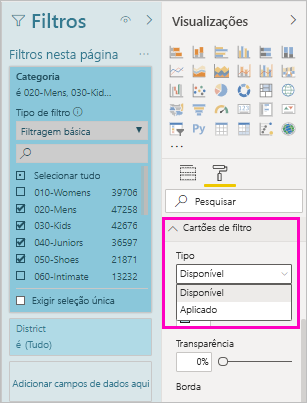 Filtros
Filtros nesta página
Categoria
é 020-Mens, 030-Kid...
Tipo de filtro
Filtragem básica
Selecionar tudo
010-Womens 39706
020-Mens 47258
030-Kids 42676
040-Juniors 36597
050-Shoes 21871
060-Intimate 13232
Exigir seleção única
District
é (Tudo)
Adicionar campos de dados aqui
Visualizações
R
Py
...
Pesquisar
Cartões de filtro
Tipo
Disponível
Disponível
Aplicado
Transparência
0%
Borda